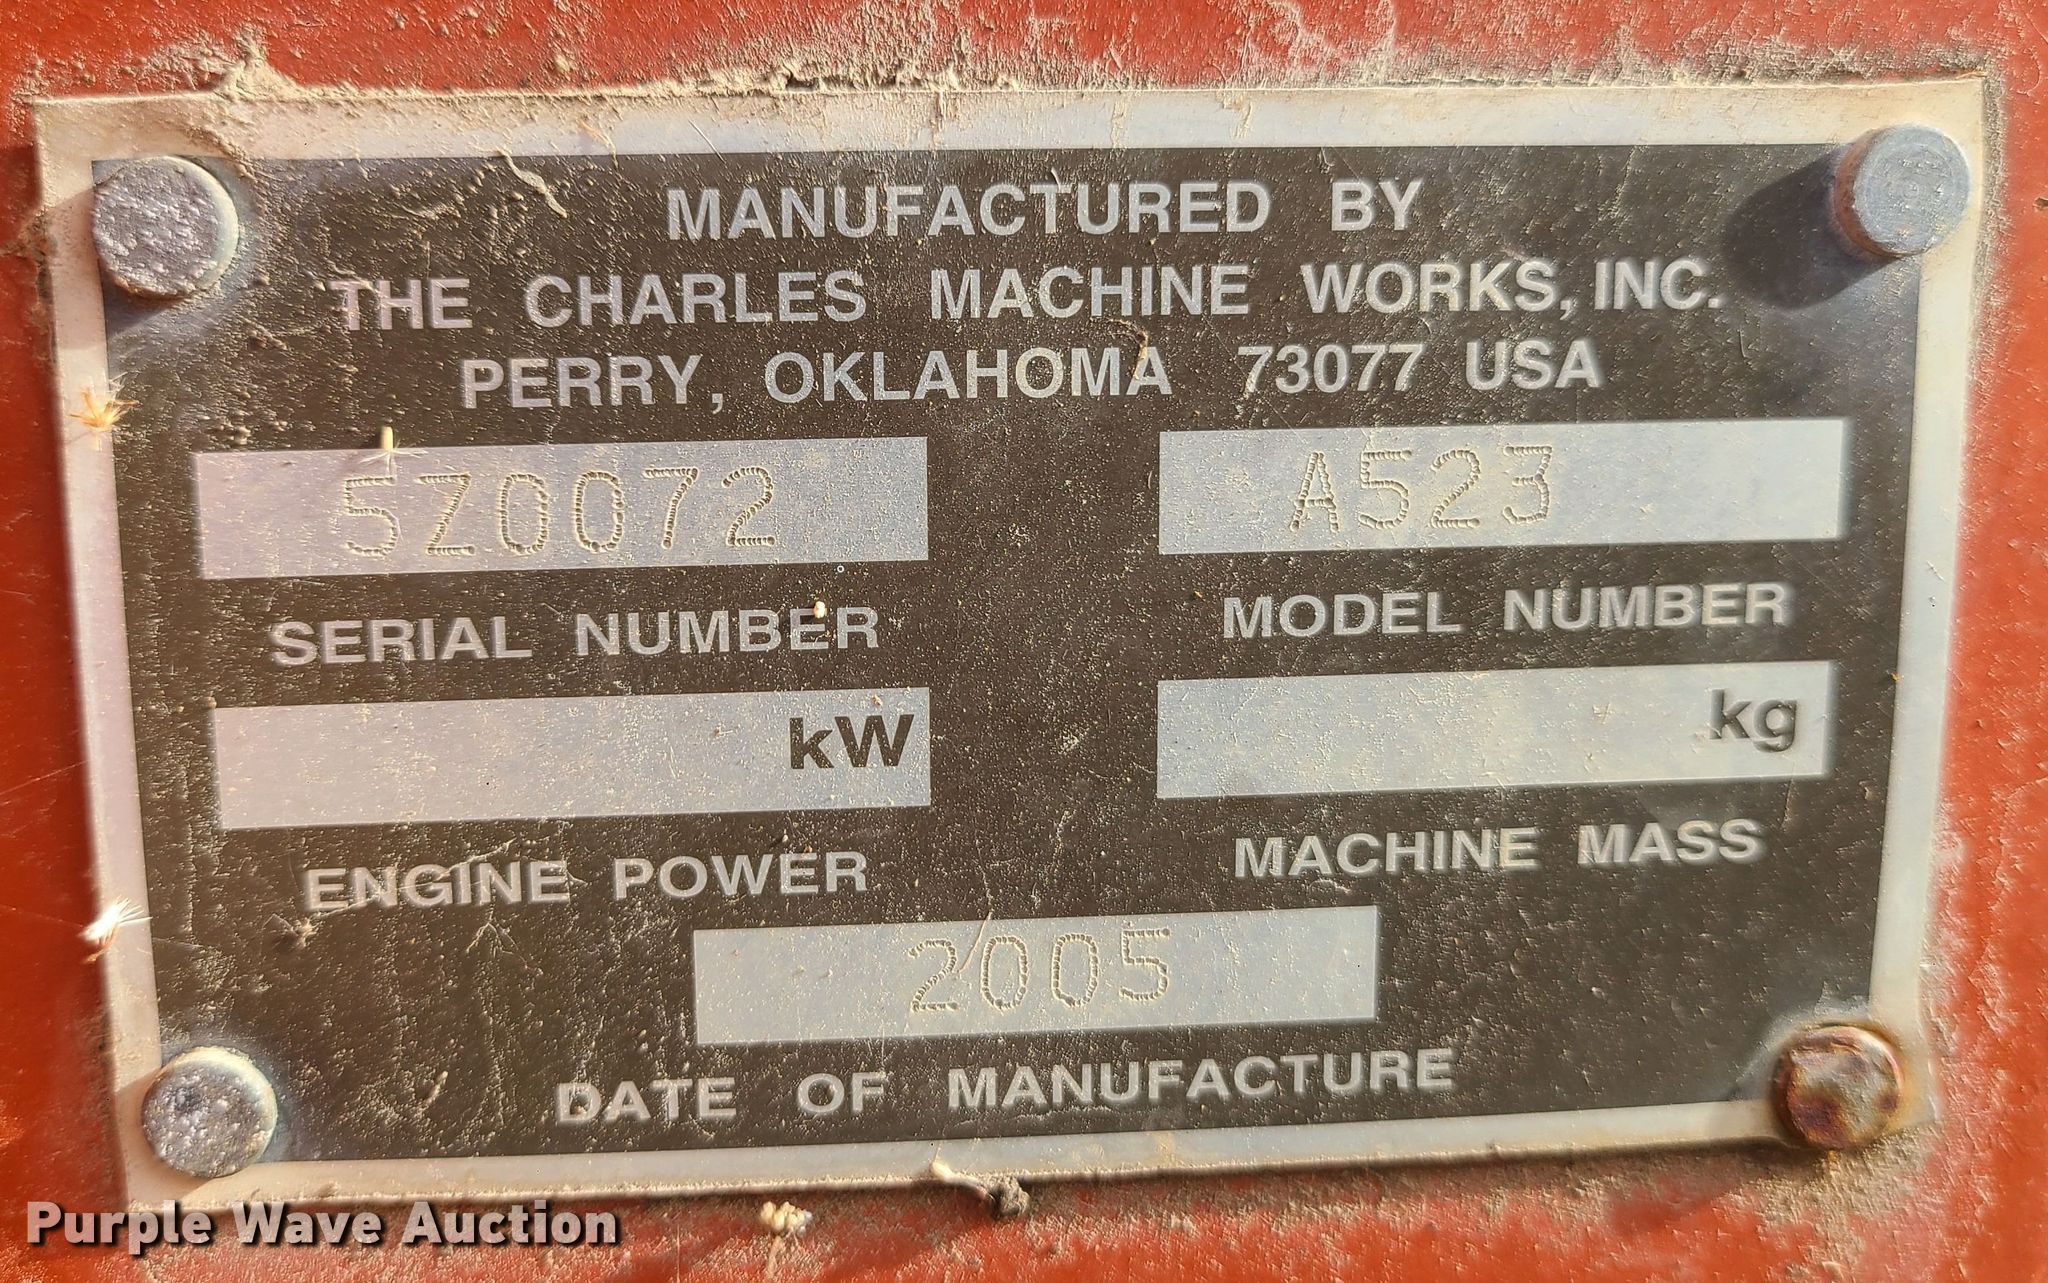 MANUFACTURED BY
THE CHARLES MACHINE WORKS, INC.
PERRY, OKLAHOMA 73077 USA
5Z0072 A523
SERIAL NUMBER MODEL NUMBER
kW kg
ENGINE POWER MACHINE MASS
2005
DATE OF MANUFACTURE
Purple Wave Auction